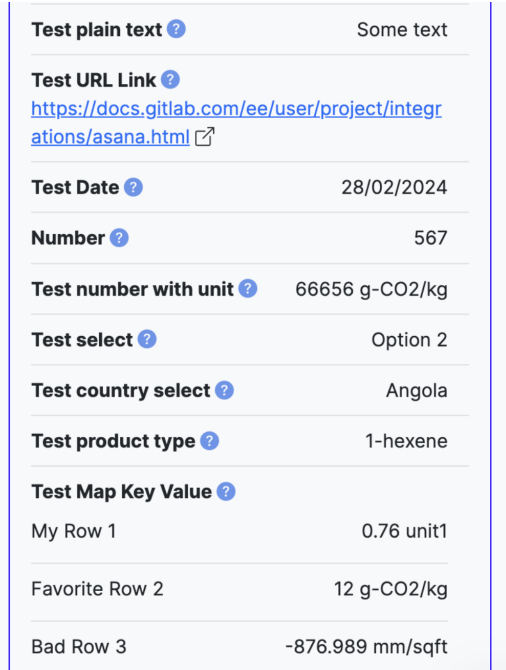 Test plain text ? Some text
Test URL Link ?
https://docs.gitlab.com/ee/user/project/integr
ations/asana.html
Test Date ? 28/02/2024
Number ? 567
Test number with unit ? 66656 g-CO2/kg
Test select ? Option 2
Test country select ? Angola
Test product type ? 1-hexene
Test Map Key Value ?
My Row 1 0.76 unit1
Favorite Row 2 12 g-CO2/kg
Bad Row 3 -876.989 mm/sqft